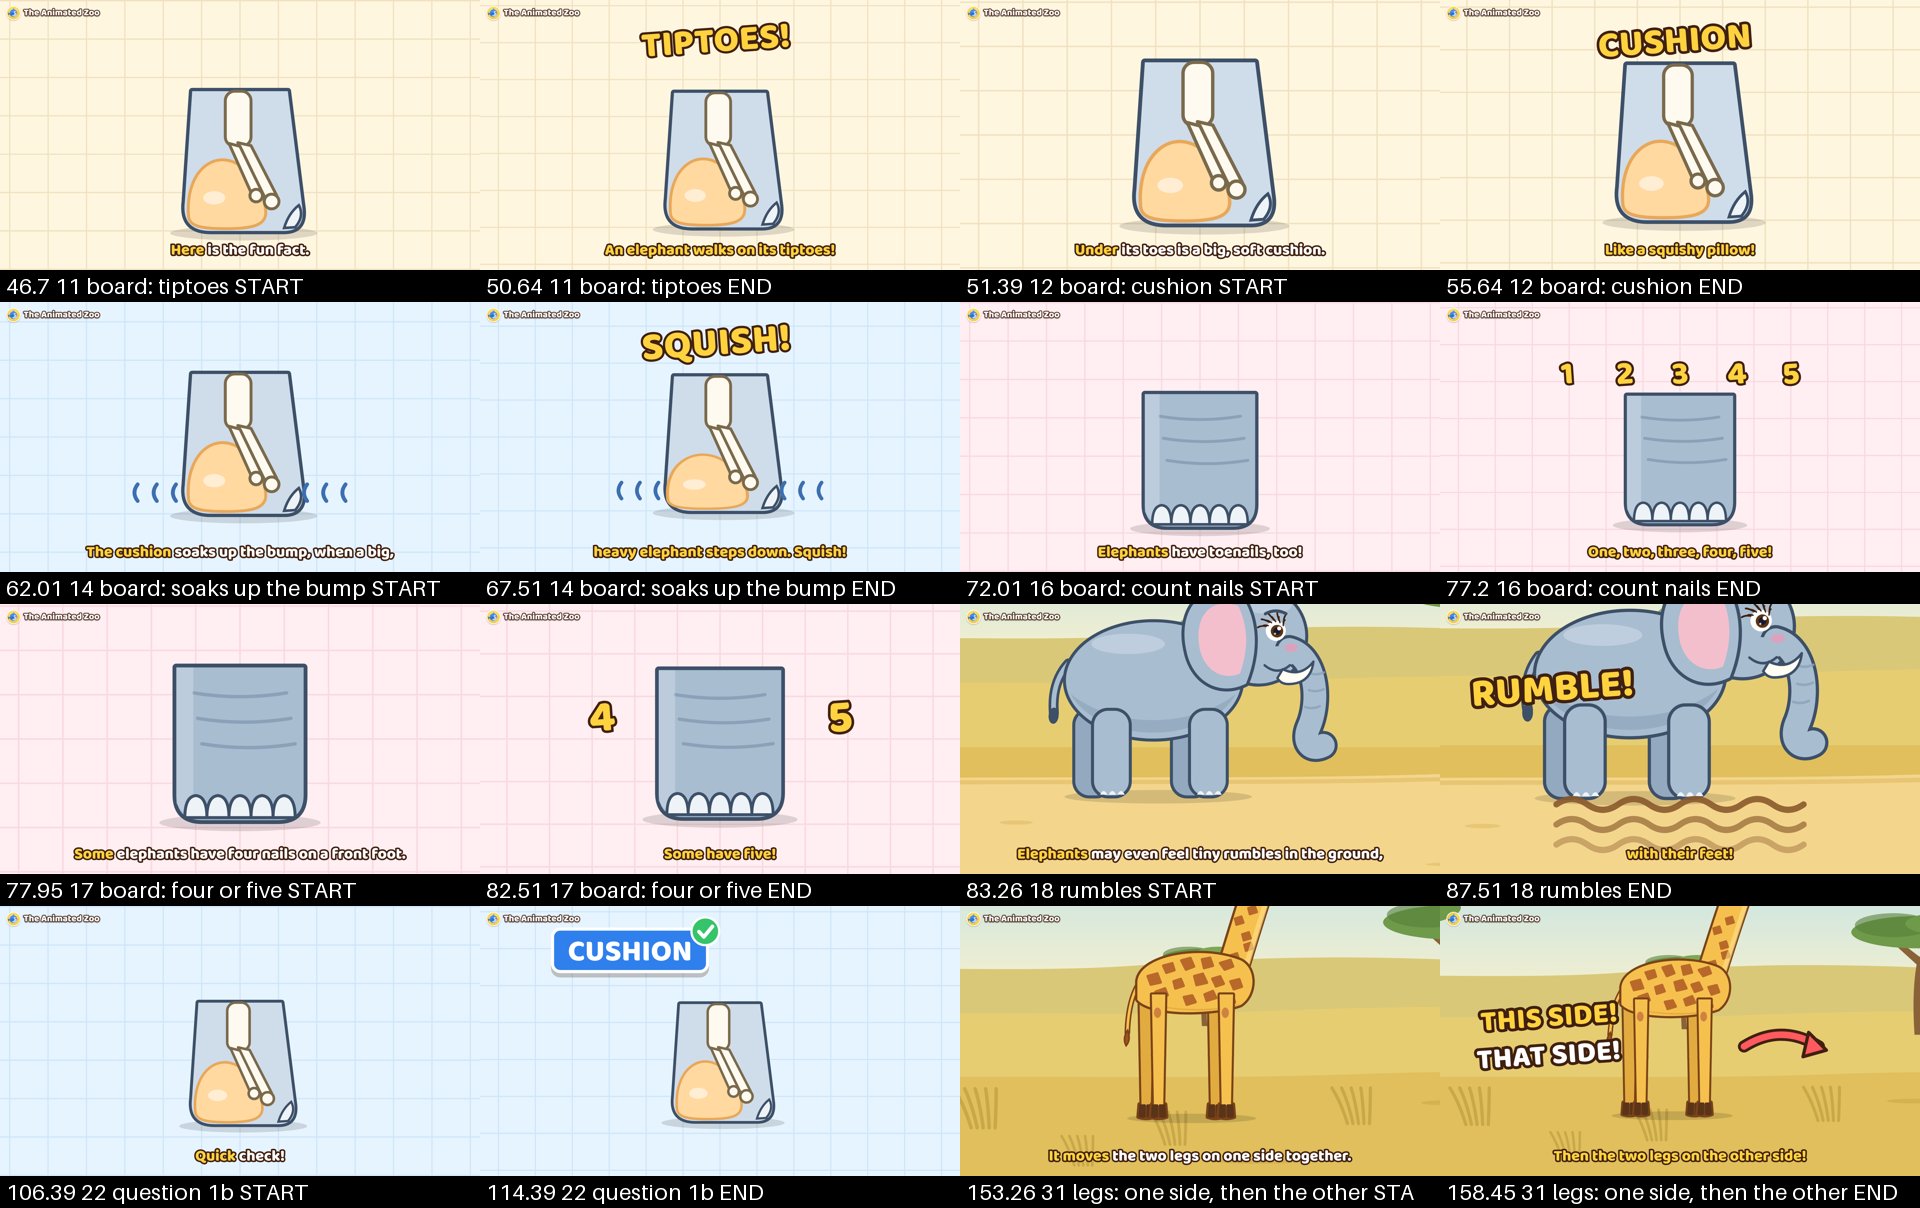 The Animated Zoo
Here is the fun fact.
46.7 11 board: tiptoes START
The Animated Zoo
TIPTOES!
An elephant walks on its tiptoes!
50.64 11 board: tiptoes END
The Animated Zoo
Under its toes is a big, soft cushion.
51.39 12 board: cushion START
The Animated Zoo
CUSHION
Like a squishy pillow!
55.64 12 board: cushion END
The Animated Zoo
The cushion soaks up the bump, when a big,
62.01 14 board: soaks up the bump START
The Animated Zoo
SQUISH!
heavy elephant steps down. Squish!
67.51 14 board: soaks up the bump END
The Animated Zoo
Elephants have toenails, too!
72.01 16 board: count nails START
The Animated Zoo
1 2 3 4 5
One, two, three, four, five!
77.2 16 board: count nails END
The Animated Zoo
Some elephants have four nails on a front foot.
77.95 17 board: four or five START
The Animated Zoo
4 5
Some have five!
82.51 17 board: four or five END
The Animated Zoo
Elephants may even feel tiny rumbles in the ground,
83.26 18 rumbles START
The Animated Zoo
RUMBLE!
with their feet!
87.51 18 rumbles END
The Animated Zoo
Quick check!
106.39 22 question 1b START
The Animated Zoo
CUSHION
114.39 22 question 1b END
The Animated Zoo
It moves the two legs on one side together.
153.26 31 legs: one side, then the other STA
The Animated Zoo
THIS SIDE!
THAT SIDE!
Then the two legs on the other side!
158.45 31 legs: one side, then the other END